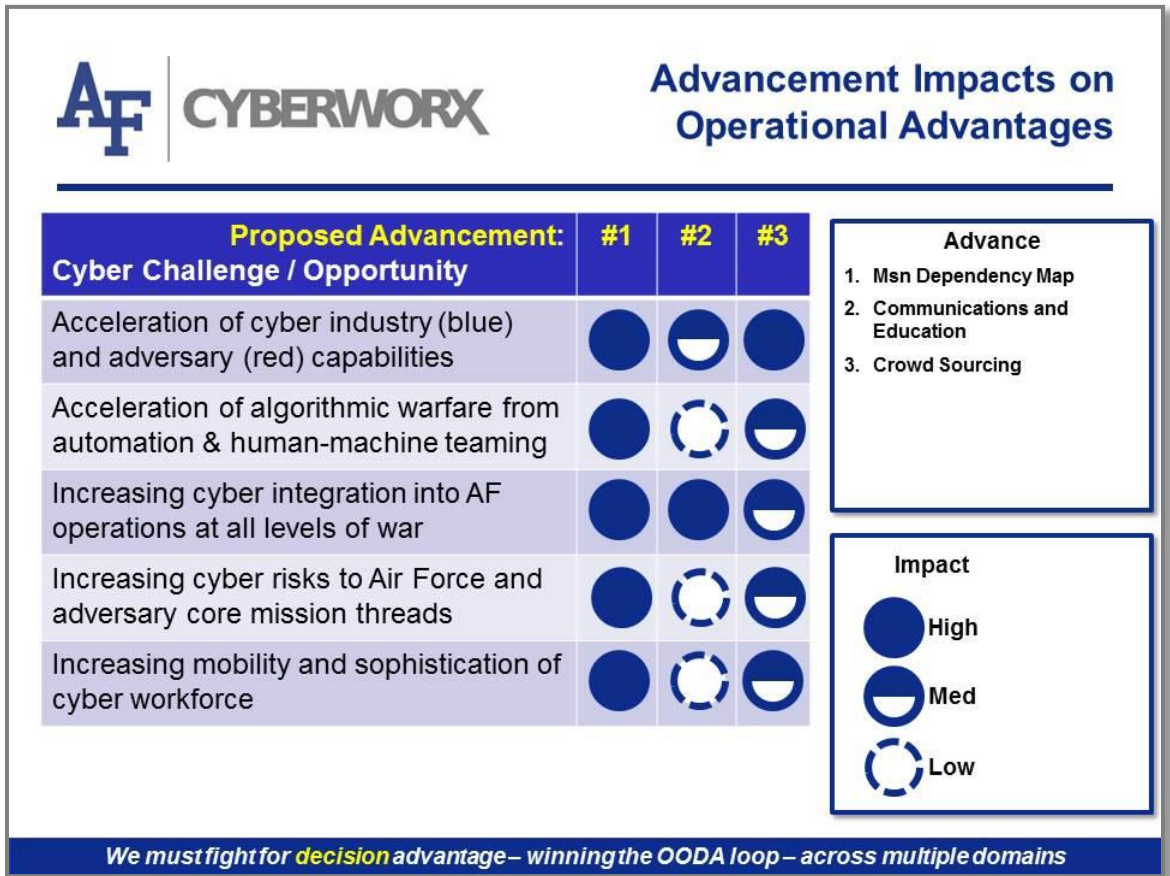 AF CYBERWORX
Advancement Impacts on
Operational Advantages
Proposed Advancement: #1 #2 #3
Cyber Challenge / Opportunity
Acceleration of cyber industry (blue)
and adversary (red) capabilities
Acceleration of algorithmic warfare from
automation & human-machine teaming
Increasing cyber integration into AF
operations at all levels of war
Increasing cyber risks to Air Force and
adversary core mission threads
Increasing mobility and sophistication of
cyber workforce
Advance
1. Msn Dependency Map
2. Communications and
Education
3. Crowd Sourcing
Impact
High
Med
Low
We must fight for decision advantage – winning the OODA loop – across multiple domains